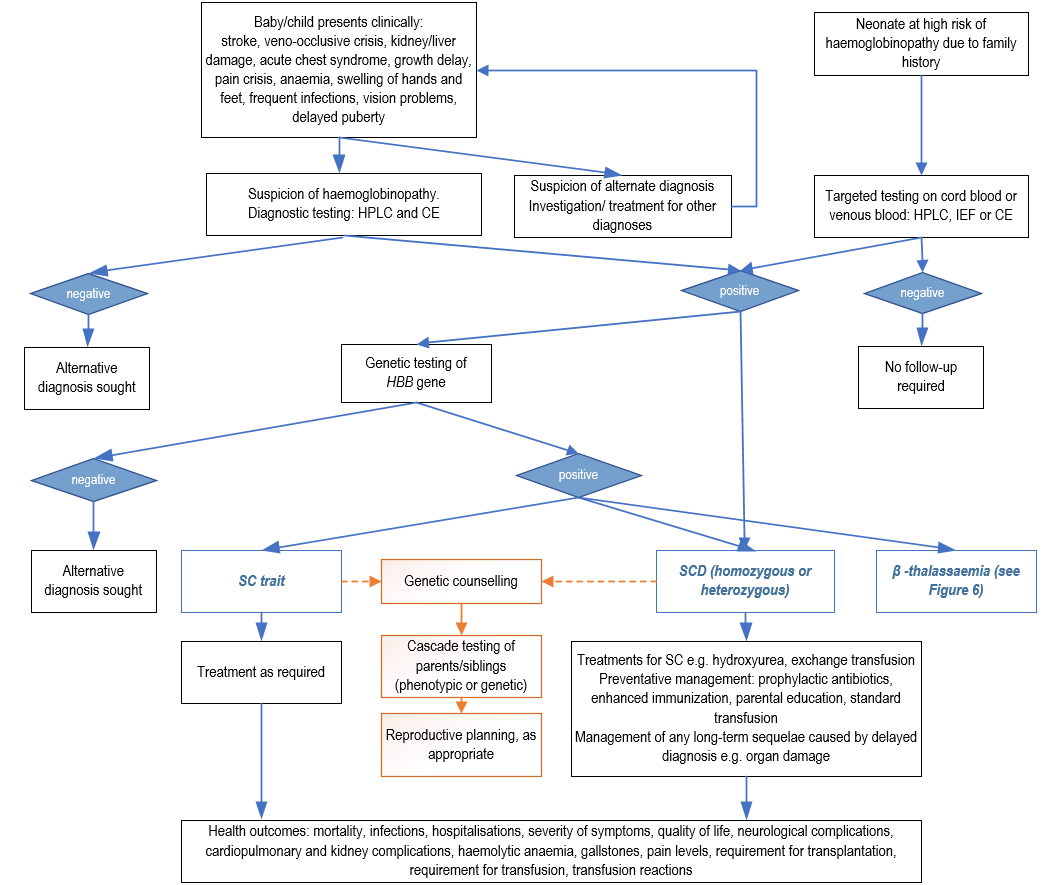 Baby/child presents clinically:
stroke, veno-occlusive crisis, kidney/liver
damage, acute chest syndrome, growth delay,
pain crisis, anaemia, swelling of hands and
feet, frequent infections, vision problems,
delayed puberty
Neonate at high risk of
haemoglobinopathy due to family
history
Suspicion of haemoglobinopathy.
Diagnostic testing: HPLC and CE
Suspicion of alternate diagnosis
Investigation/ treatment for other
diagnoses
Targeted testing on cord blood or
venous blood: HPLC, IEF or CE
negative
positive
negative
Alternative
diagnosis sought
Genetic testing of
HBB gene
No follow-up
required
negative
positive
Alternative
diagnosis sought
SC trait
Genetic counselling
SCD (homozygous or
heterozygous)
β -thalassaemia (see
Figure 6)
Treatment as required
Cascade testing of
parents/siblings
(phenotypic or genetic)
Reproductive planning, as
appropriate
Treatments for SC e.g. hydroxyurea, exchange transfusion
Preventative management: prophylactic antibiotics,
enhanced immunization, parental education, standard
transfusion
Management of any long-term sequelae caused by delayed
diagnosis e.g. organ damage
Health outcomes: mortality, infections, hospitalisations, severity of symptoms, quality of life, neurological complications,
cardiopulmonary and kidney complications, haemolytic anaemia, gallstones, pain levels, requirement for transplantation,
requirement for transfusion, transfusion reactions